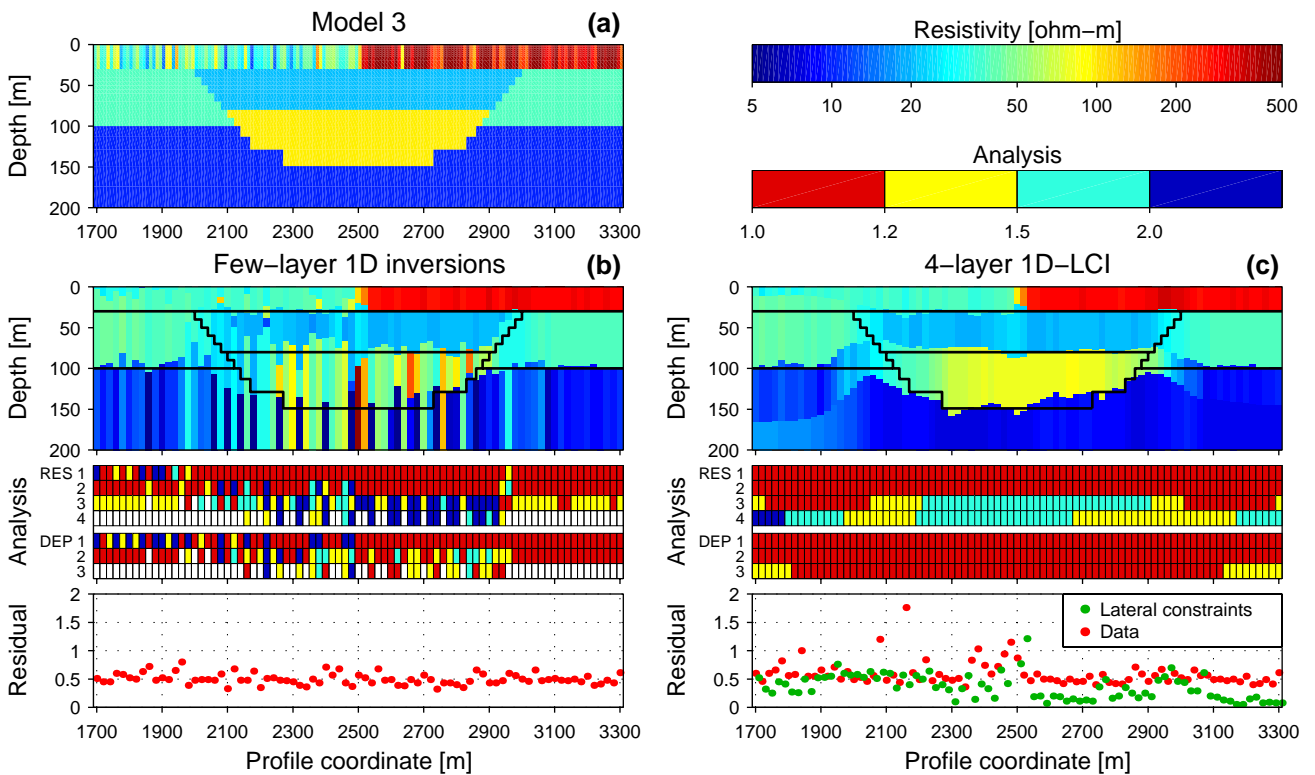 Model 3 (a)
0
50
100
150
200
Depth [m]
1700 1900 2100 2300 2500 2700 2900 3100 3300
Resistivity [ohm−m]
5 10 20 50 100 200 500
Analysis
1.0 1.2 1.5 2.0
Few−layer 1D inversions (b)
0
50
100
150
200
Depth [m]
RES 1
2
3
4
DEP 1
2
3
Analysis
2
1.5
1
0.5
0
Residual
1700 1900 2100 2300 2500 2700 2900 3100 3300
Profile coordinate [m]
4−layer 1D−LCI (c)
0
50
100
150
200
Depth [m]
RES 1
2
3
4
DEP 1
2
3
Analysis
2
1.5
1
0.5
0
Residual
Lateral constraints
Data
1700 1900 2100 2300 2500 2700 2900 3100 3300
Profile coordinate [m]